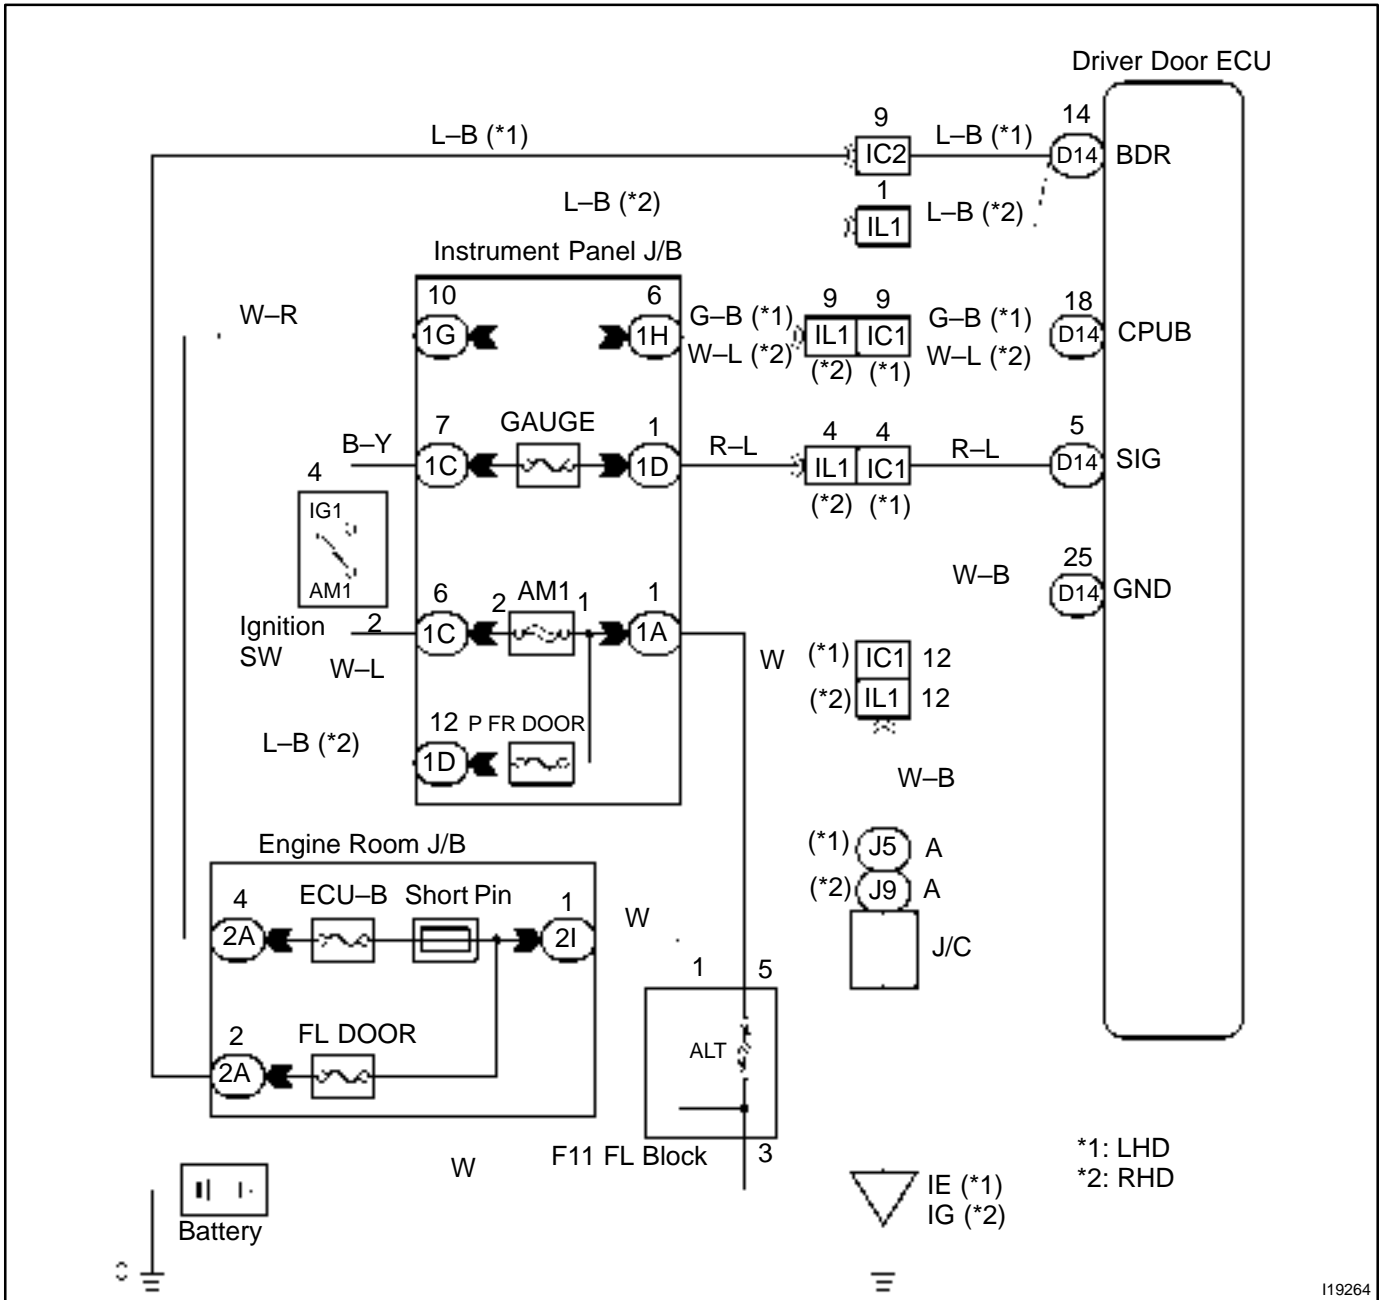 Driver Door ECU
L–B (*1)
9
IC2
L–B (*1)
14
D14
BDR
L–B (*2)
1
IL1
L–B (*2)
Instrument Panel J/B
W–R
10
1G
6
1H
G–B (*1)
W–L (*2)
9
9
IL1
IC1
(*2)
(*1)
G–B (*1)
W–L (*2)
18
D14
CPUB
B–Y
7
1C
GAUGE
1
1D
R–L
4
4
IL1
IC1
(*2)
(*1)
R–L
5
D14
SIG
4
IG1
AM1
Ignition
SW
2
W–L
6
1C
2
AM1
1
1
1A
W
W–B
25
D14
GND
(*1)
IC1
12
(*2)
IL1
12
L–B (*2)
12
1D
P FR DOOR
W–B
Engine Room J/B
4
2A
ECU–B
Short Pin
1
2I
W
(*1)
J5
A
(*2)
J9
A
J/C
2
2A
FL DOOR
1
5
ALT
F11 FL Block
3
W
Battery
IE (*1)
IG (*2)
*1: LHD
*2: RHD
I19264